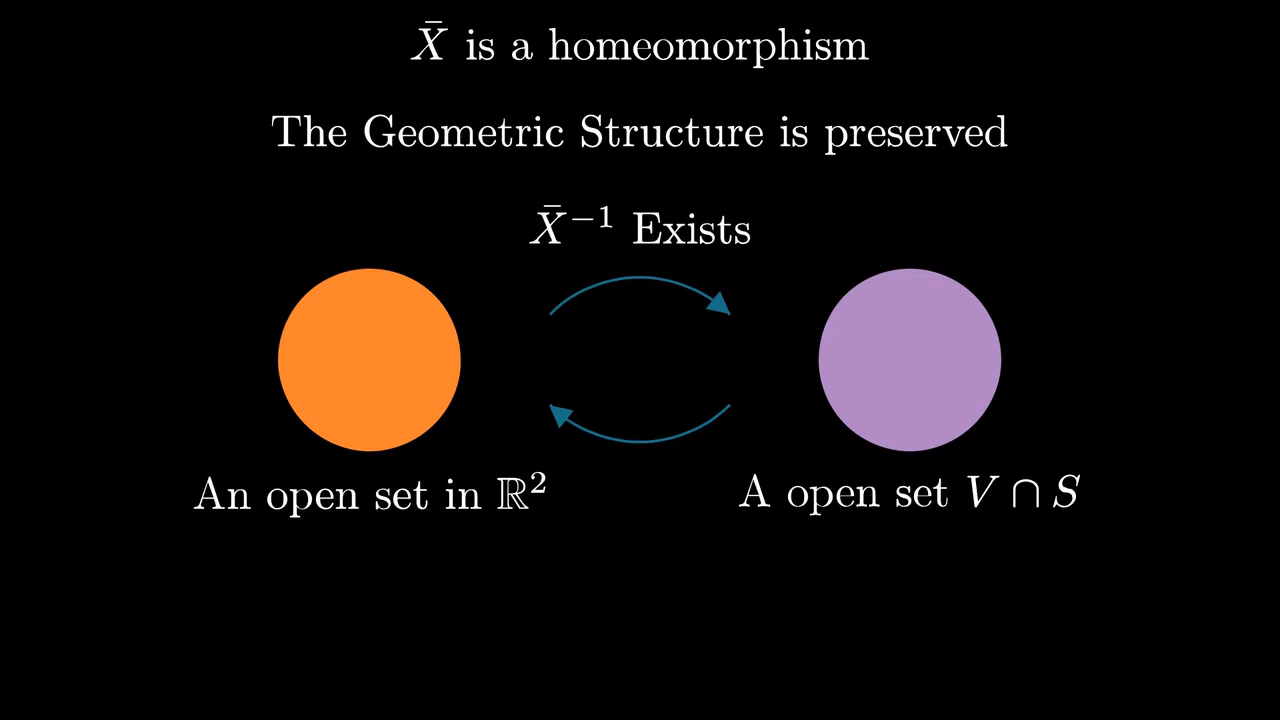 X̄ is a homeomorphism
The Geometric Structure is preserved
X̄⁻¹ Exists
An open set in ℝ²
A open set V ∩ S